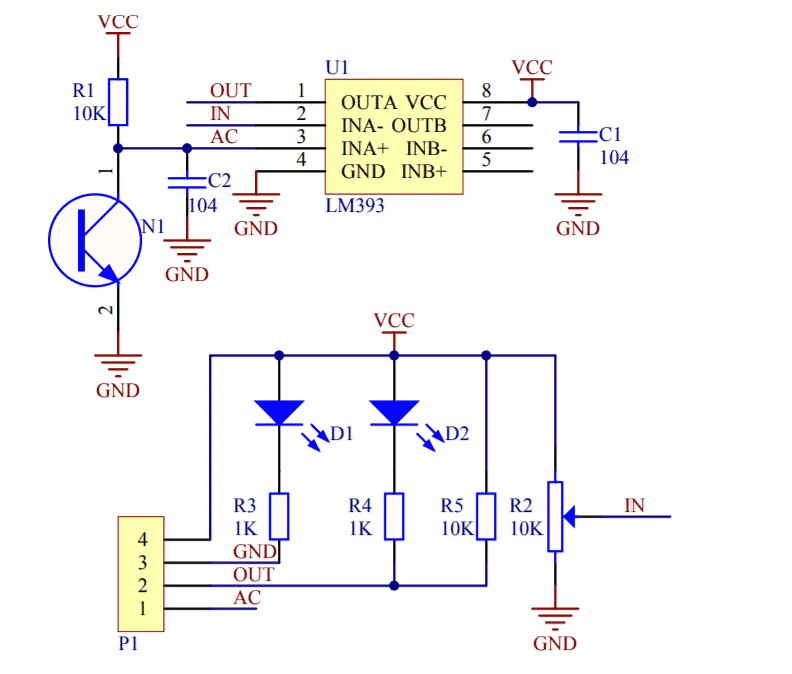 VCC
R1
10K
1
N1
2
GND
C2
104
GND
U1
OUT 1 OUTA VCC 8
IN 2 INA- OUTB 7
AC 3 INA+ INB- 6
4 GND INB+ 5
LM393
GND
VCC
C1
104
GND
VCC
D1
D2
R3
1K
R4
1K
R5
10K
R2
10K
IN
4
3 GND
2 OUT
1 AC
P1
GND